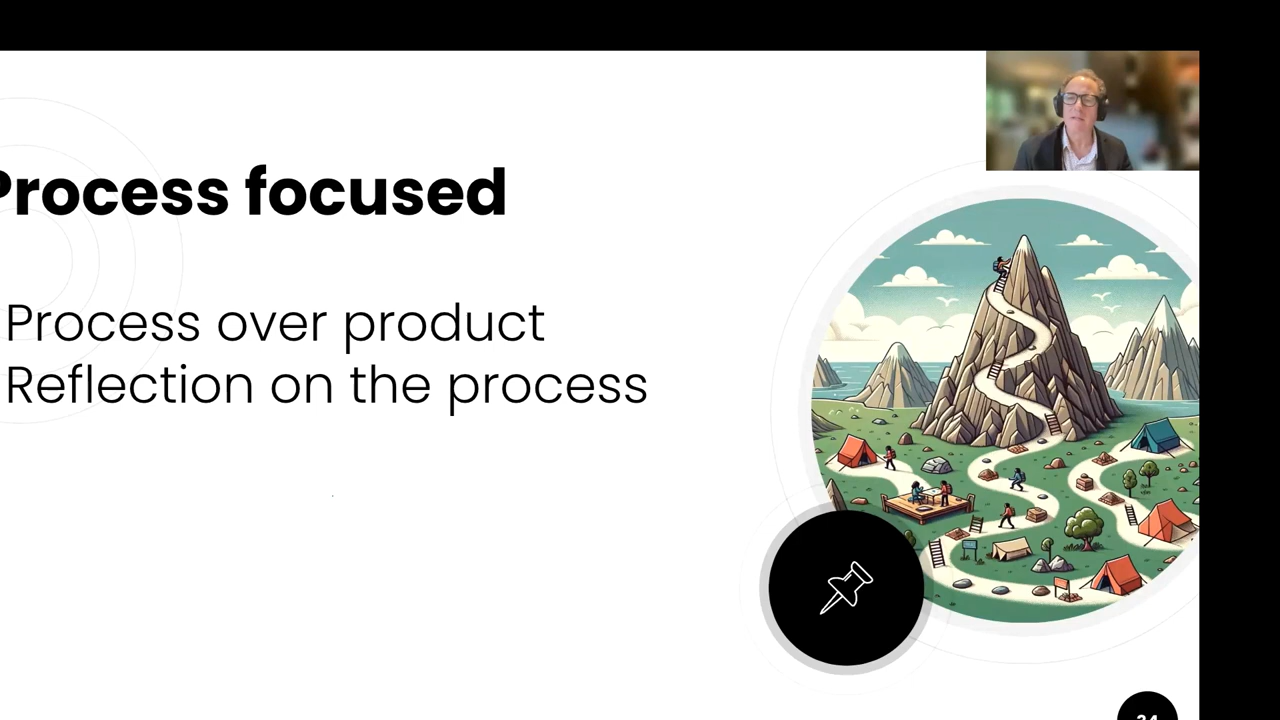 Process focused
Process over product
Reflection on the process